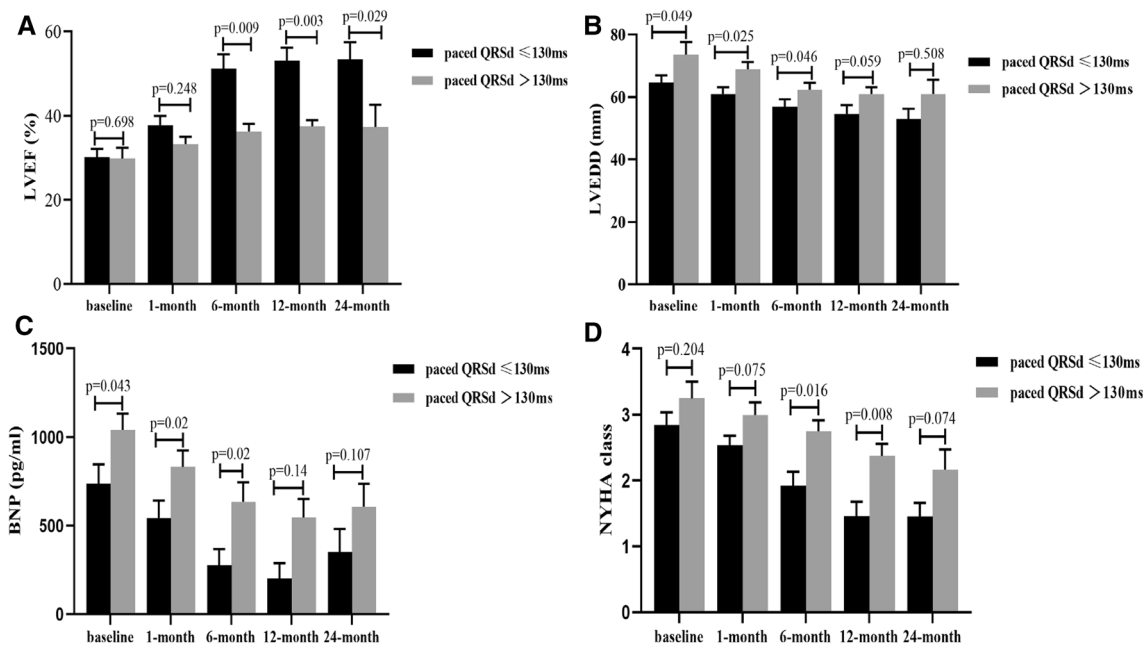 A
LVEF (%)
60
40
20
0
p=0.698
p=0.248
p=0.009
p=0.003
p=0.029
paced QRSd ≤130ms
paced QRSd >130ms
baseline 1-month 6-month 12-month 24-month
B
LVEDD (mm)
80
60
40
20
0
p=0.049
p=0.025
p=0.046
p=0.059
p=0.508
paced QRSd ≤130ms
paced QRSd >130ms
baseline 1-month 6-month 12-month 24-month
C
BNP (pg/ml)
1500
1000
500
0
p=0.043
p=0.02
p=0.02
p=0.14
p=0.107
paced QRSd ≤130ms
paced QRSd >130ms
baseline 1-month 6-month 12-month 24-month
D
NYHA class
4
3
2
1
0
p=0.204
p=0.075
p=0.016
p=0.008
p=0.074
paced QRSd ≤130ms
paced QRSd >130ms
baseline 1-month 6-month 12-month 24-month